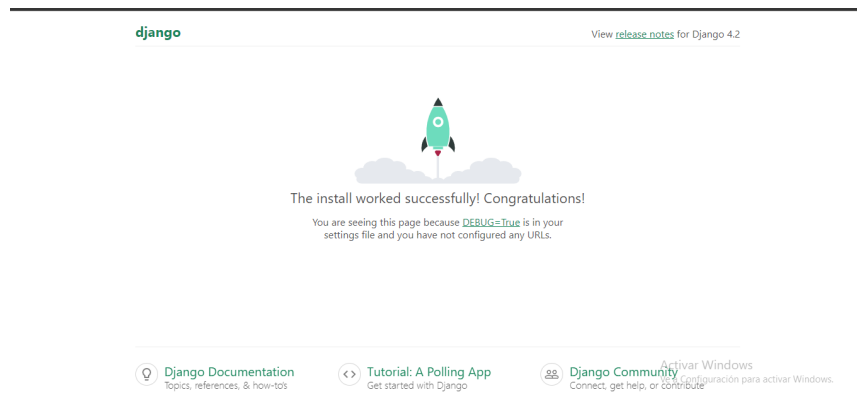 django
View release notes for Django 4.2
The install worked successfully! Congratulations!
You are seeing this page because DEBUG=True is in your
settings file and you have not configured any URLs.
Django Documentation
Topics, references, & how-to's
Tutorial: A Polling App
Get started with Django
Django Community
Connect, get help, or contribute
Activar Windows
Ve a Configuración para activar Windows.